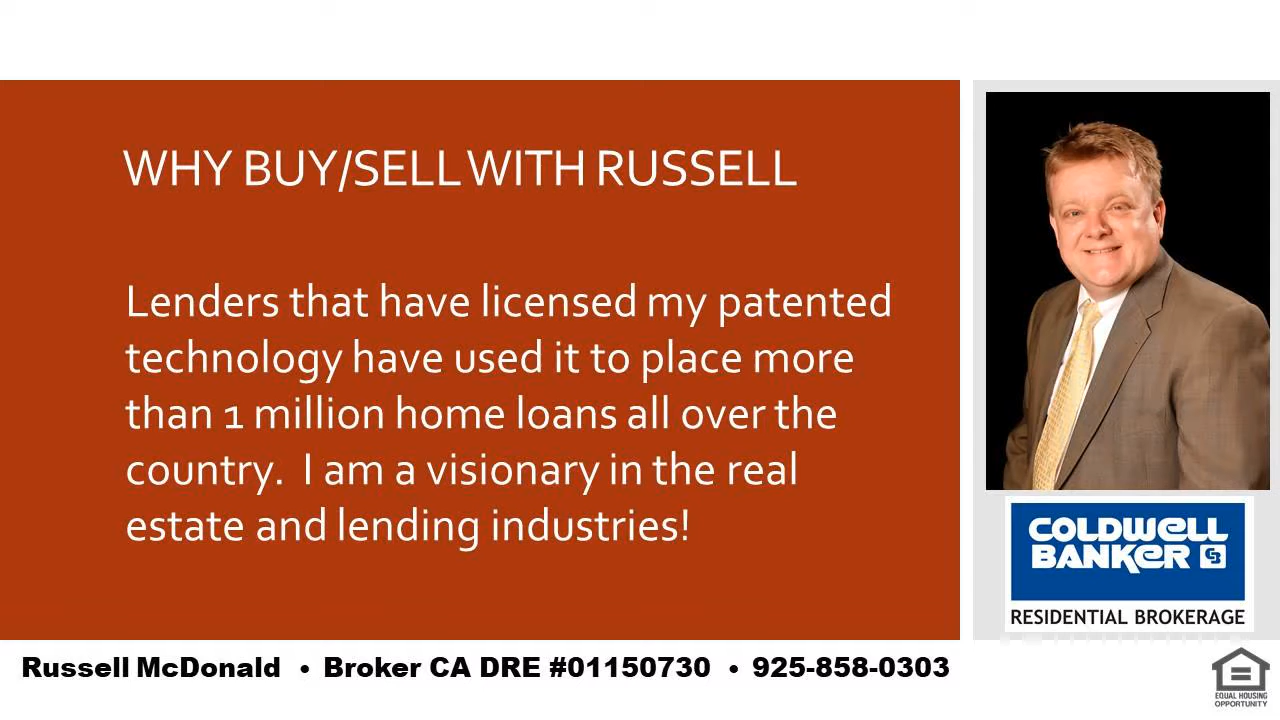 WHY BUY/SELL WITH RUSSELL
Lenders that have licensed my patented
technology have used it to place more
than 1 million home loans all over the
country.  I am a visionary in the real
estate and lending industries!
COLDWELL
BANKER CB
RESIDENTIAL BROKERAGE
Russell McDonald • Broker CA DRE #01150730 • 925-858-0303
EQUAL HOUSING
OPPORTUNITY